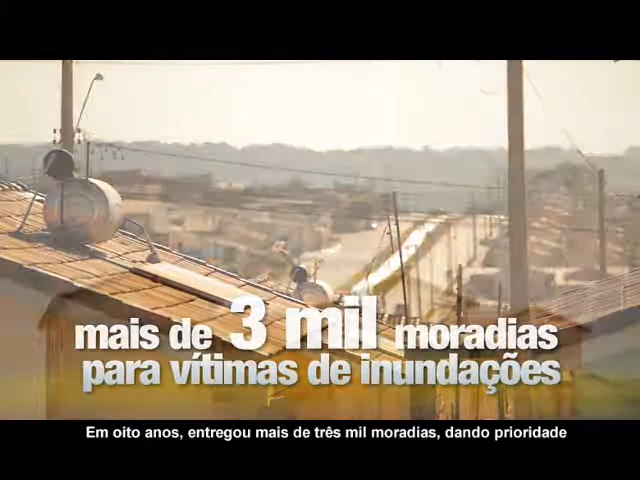 mais de 3 mil moradias
para vítimas de inundações
Em oito anos, entregou mais de três mil moradias, dando prioridade